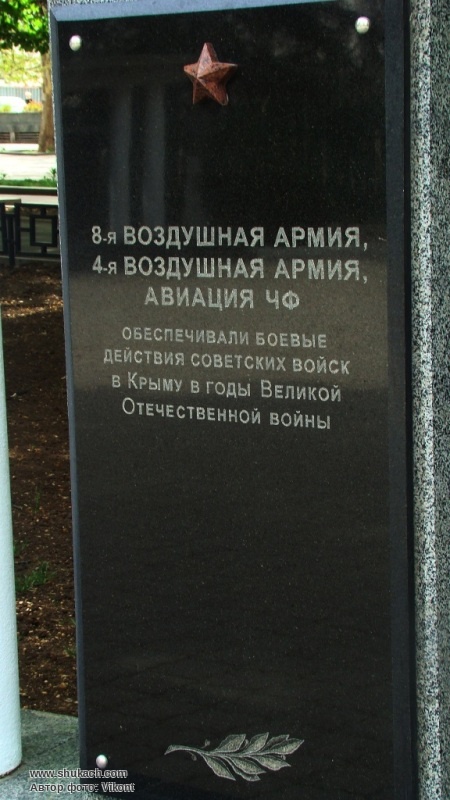 8-я ВОЗДУШНАЯ АРМИЯ,
4-я ВОЗДУШНАЯ АРМИЯ,
АВИАЦИЯ ЧФ
ОБЕСПЕЧИВАЛИ БОЕВЫЕ
ДЕЙСТВИЯ СОВЕТСКИХ ВОЙСК
В КРЫМУ В ГОДЫ ВЕЛИКОЙ
ОТЕЧЕСТВЕННОЙ ВОЙНЫ
www.shukach.com
Автор фото: Vikont